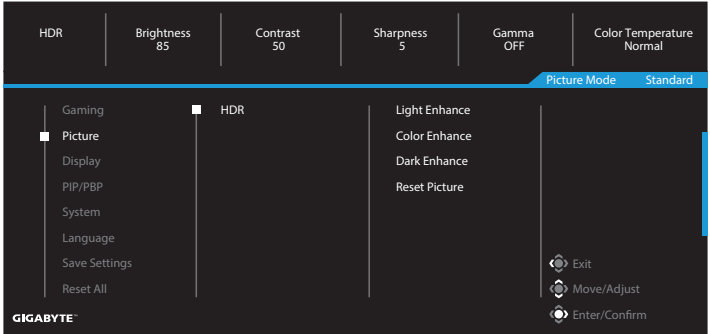 HDR
Brightness
85
Contrast
50
Sharpness
5
Gamma
OFF
Color Temperature
Normal
Picture Mode Standard
Gaming
Picture
Display
PIP/PBP
System
Language
Save Settings
Reset All
HDR
Light Enhance
Color Enhance
Dark Enhance
Reset Picture
Exit
Move/Adjust
Enter/Confirm
GIGABYTE™